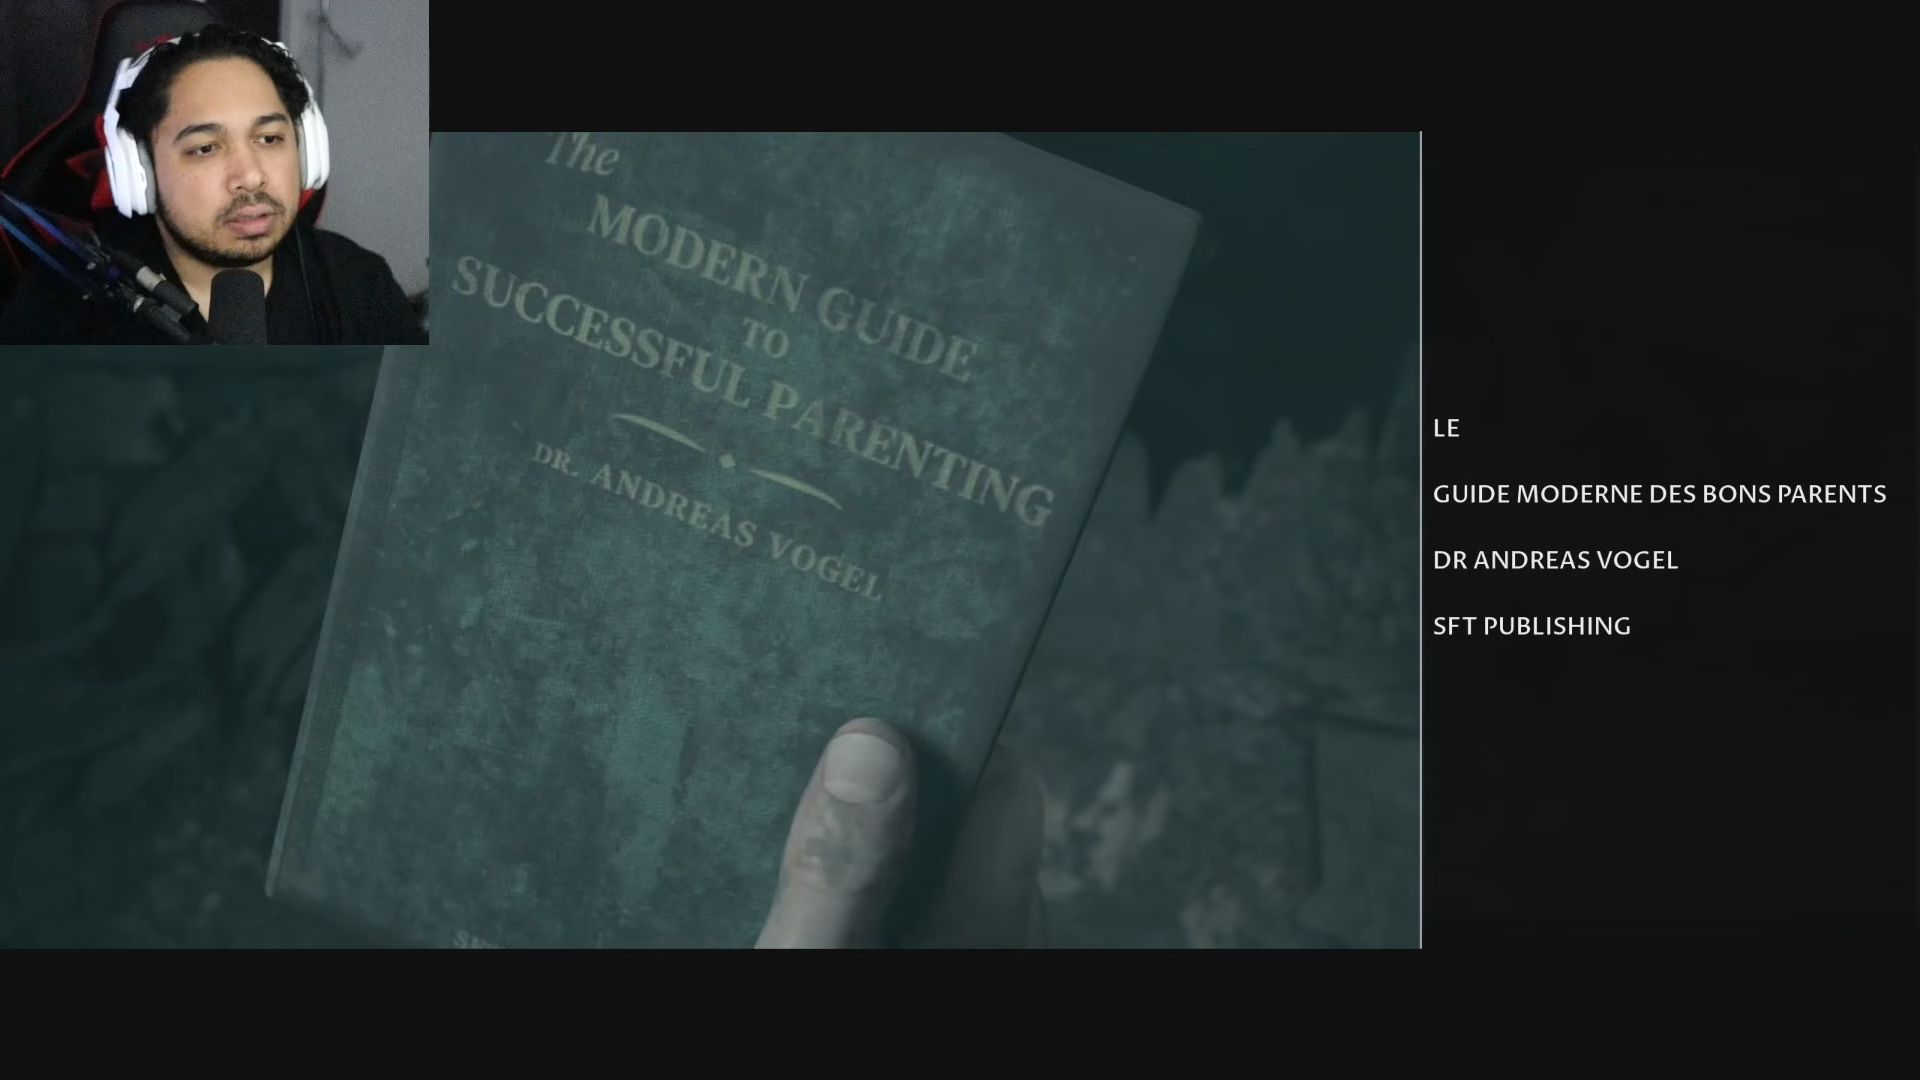 The
MODERN GUIDE
TO
SUCCESSFUL PARENTING
DR. ANDREAS VOGEL
LE
GUIDE MODERNE DES BONS PARENTS
DR ANDREAS VOGEL
SFT PUBLISHING